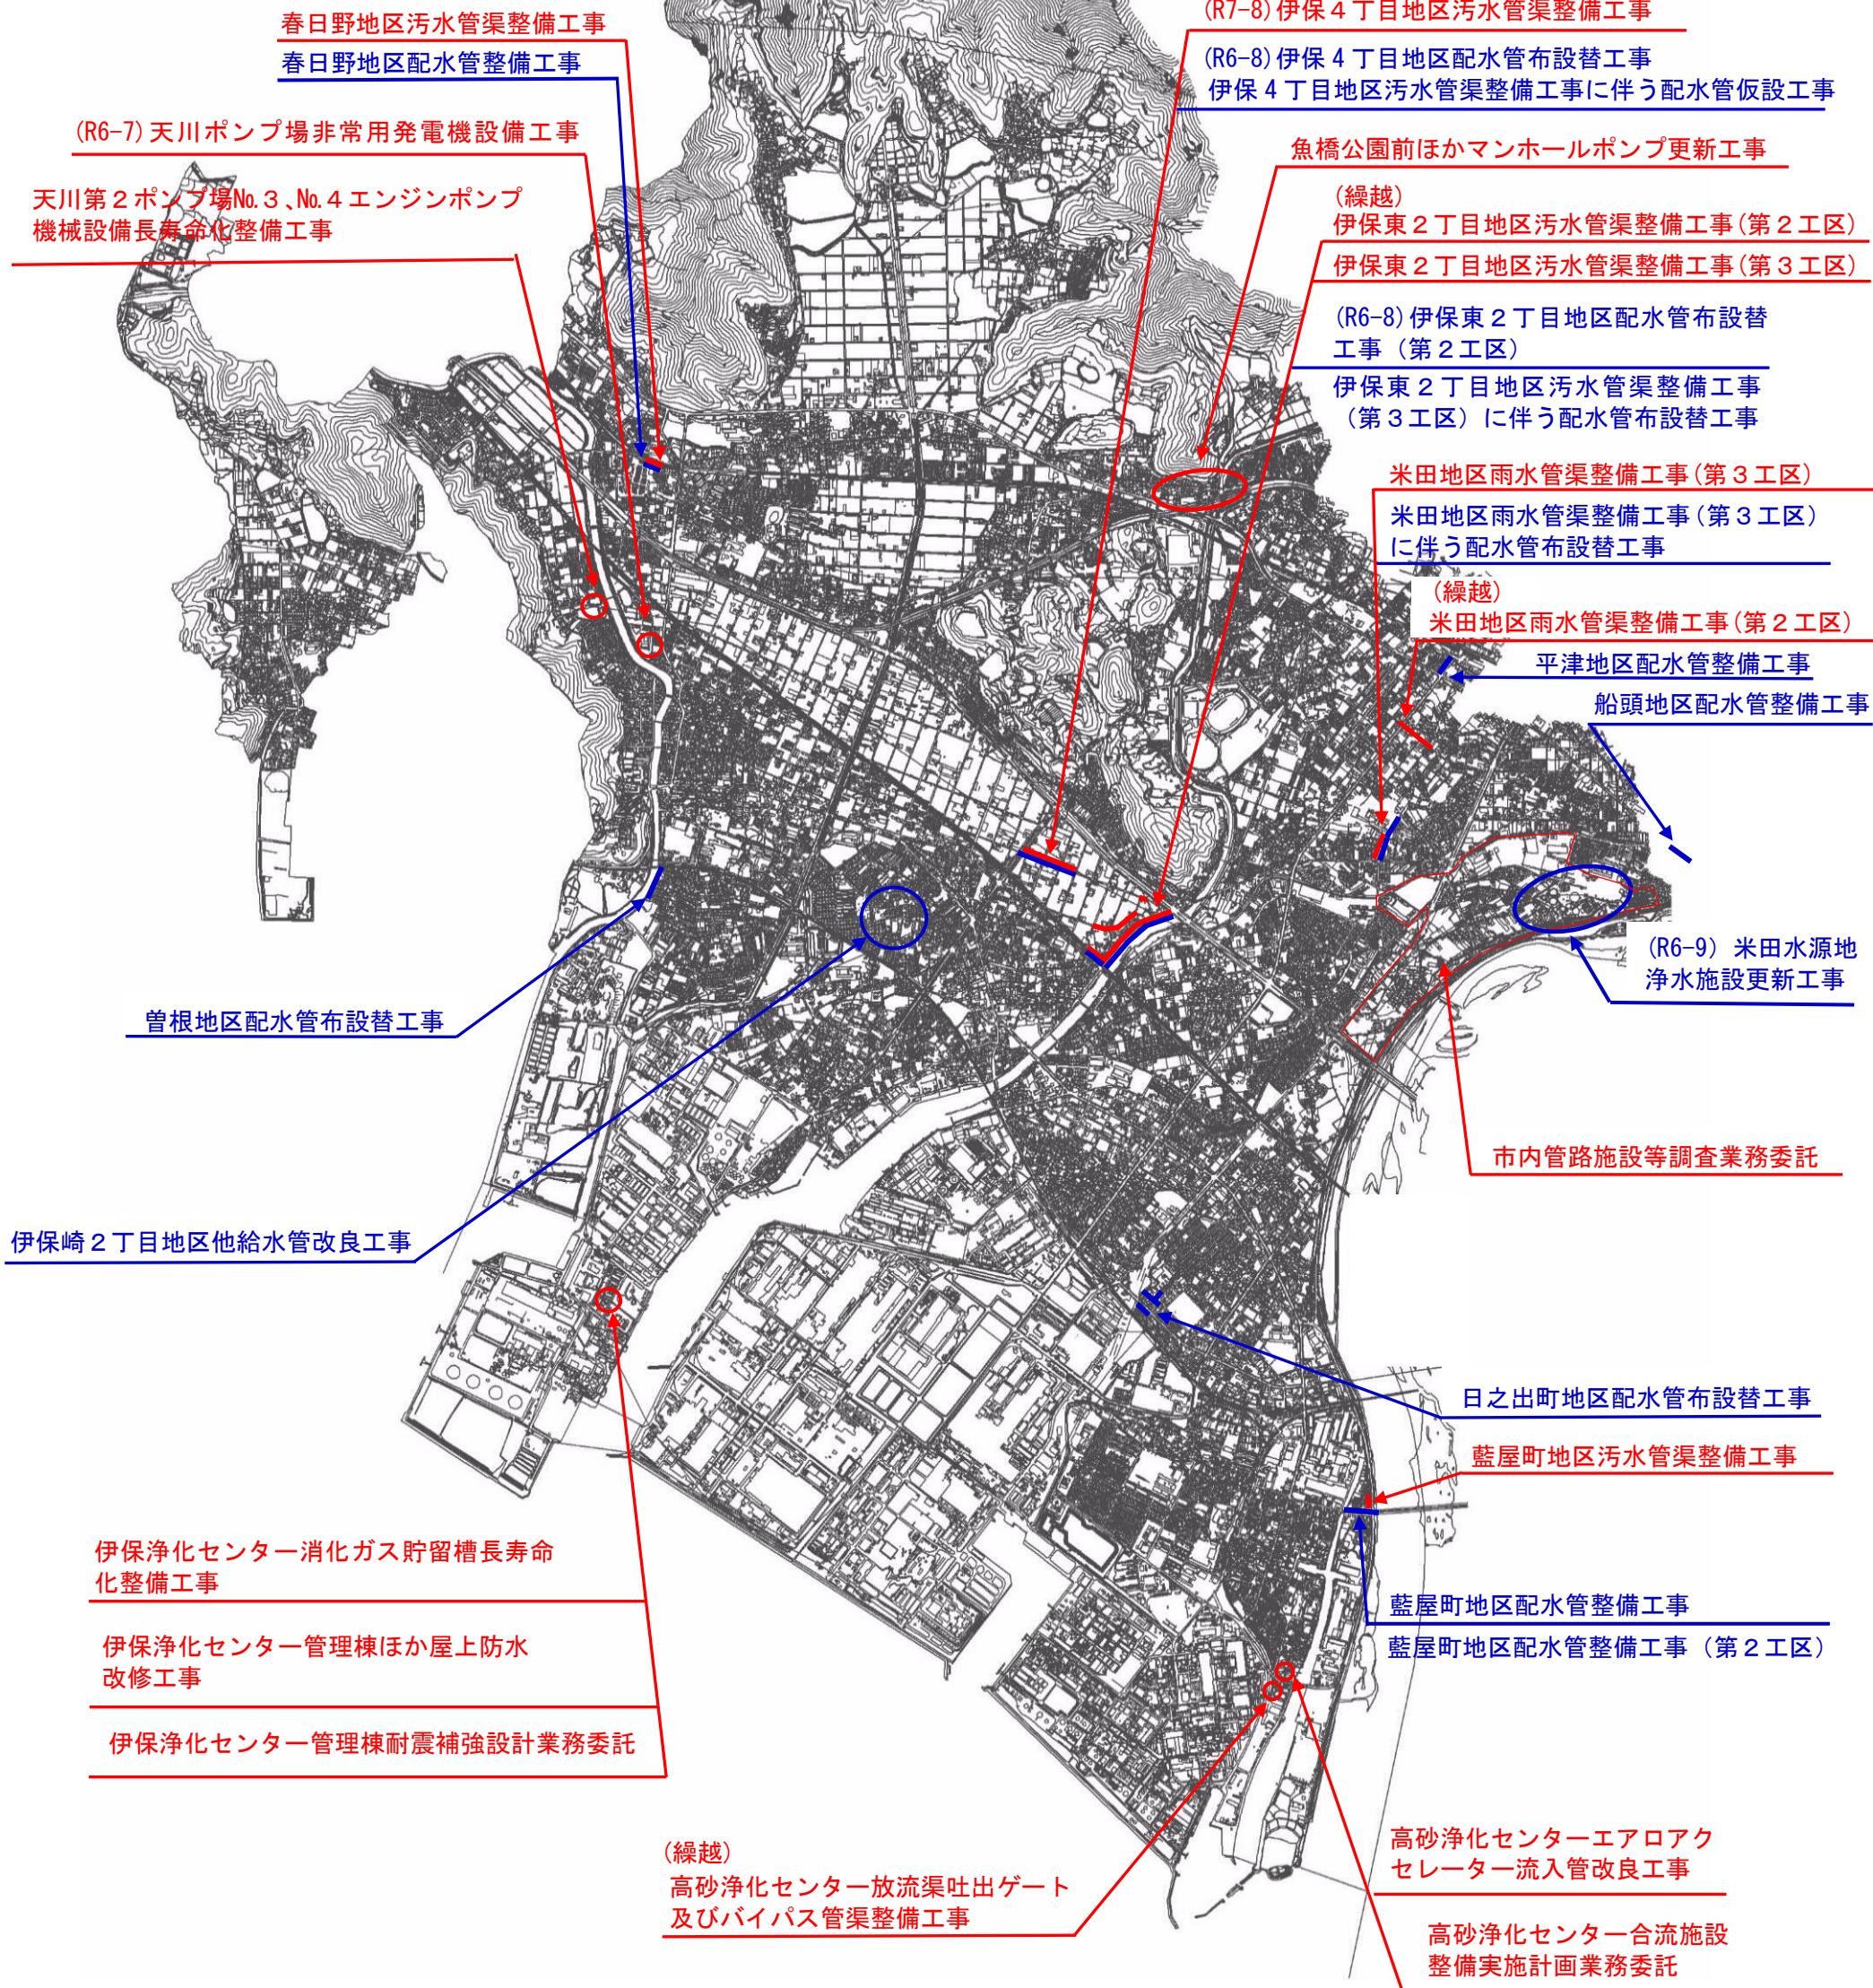 春日野地区汚水管渠整備工事
春日野地区配水管整備工事
(R6-7)天川ポンプ場非常用発電機設備工事
天川第２ポンプ場No.３、No.４エンジンポンプ
機械設備長寿命化整備工事
(R7-8)伊保４丁目地区汚水管渠整備工事
(R6-8)伊保４丁目地区配水管布設替工事
伊保４丁目地区汚水管渠整備工事に伴う配水管仮設工事
魚橋公園前ほかマンホールポンプ更新工事
(繰越)
伊保東２丁目地区汚水管渠整備工事(第２工区)
伊保東２丁目地区汚水管渠整備工事(第３工区)
(R6-8)伊保東２丁目地区配水管布設替
工事（第２工区）
伊保東２丁目地区汚水管渠整備工事
（第３工区）に伴う配水管布設替工事
米田地区雨水管渠整備工事(第３工区)
米田地区雨水管渠整備工事(第３工区)
に伴う配水管布設替工事
(繰越)
米田地区雨水管渠整備工事(第２工区)
平津地区配水管整備工事
船頭地区配水管整備工事
(R6-9) 米田水源地
浄水施設更新工事
曽根地区配水管布設替工事
市内管路施設等調査業務委託
伊保崎２丁目地区他給水管改良工事
日之出町地区配水管布設替工事
藍屋町地区汚水管渠整備工事
藍屋町地区配水管整備工事
藍屋町地区配水管整備工事（第２工区）
伊保浄化センター消化ガス貯留槽長寿命
化整備工事
伊保浄化センター管理棟ほか屋上防水
改修工事
伊保浄化センター管理棟耐震補強設計業務委託
(繰越)
高砂浄化センター放流渠吐出ゲート
及びバイパス管渠整備工事
高砂浄化センターエアロアク
セレーター流入管改良工事
高砂浄化センター合流施設
整備実施計画業務委託